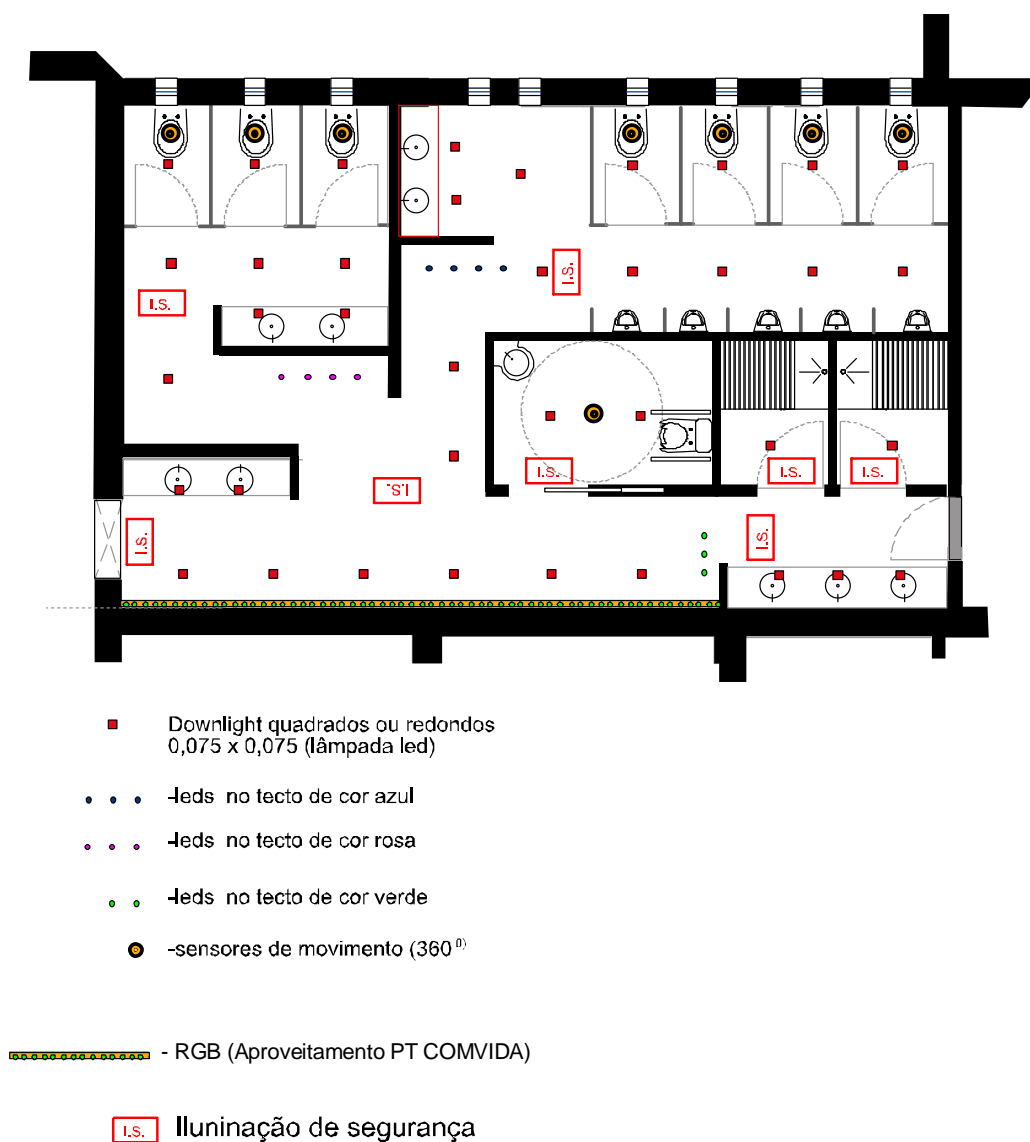 I.S.
I.S.
I.S.
I.S.
I.S.
I.S.
I.S.
I.S.
Downlight quadrados ou redondos
0,075 x 0,075 (lâmpada led)
-leds no tecto de cor azul
-leds no tecto de cor rosa
-leds no tecto de cor verde
-sensores de movimento (360⁰⁾
- RGB (Aproveitamento PT COMVIDA)
I.S. Iluninação de segurança